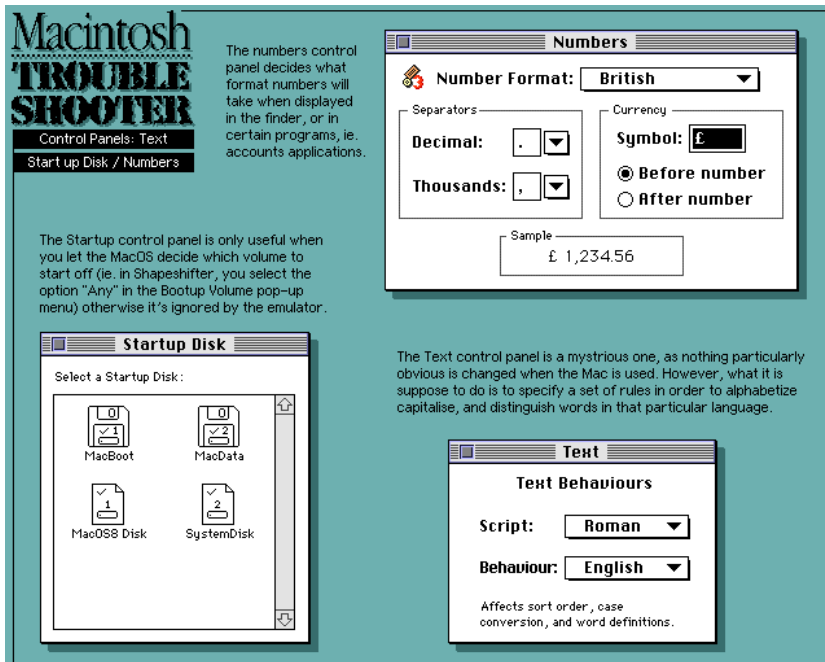 Macintosh
TROUBLE
SHOOTER
Control Panels: Text
Start up Disk / Numbers
The numbers control
panel decides what
format numbers will
take when displayed
in the finder, or in
certain programs, ie.
accounts applications.
Numbers
Number Format: British
Separators
Decimal: .
Thousands: ,
Currency
Symbol: £
Before number
After number
Sample
£ 1,234.56
The Startup control panel is only useful when
you let the MacOS decide which volume to
start off (ie. in Shapeshifter, you select the
option "Any" in the Bootup Volume pop-up
menu) otherwise it's ignored by the emulator.
Startup Disk
Select a Startup Disk:
0 0
1 2
MacBoot MacData
1 2
MacOS8 Disk SystemDisk
The Text control panel is a mystrious one, as nothing particularly
obvious is changed when the Mac is used. However, what it is
suppose to do is to specify a set of rules in order to alphabetize
capitalise, and distinguish words in that particular language.
Text
Text Behaviours
Script: Roman
Behaviour: English
Affects sort order, case
conversion, and word definitions.